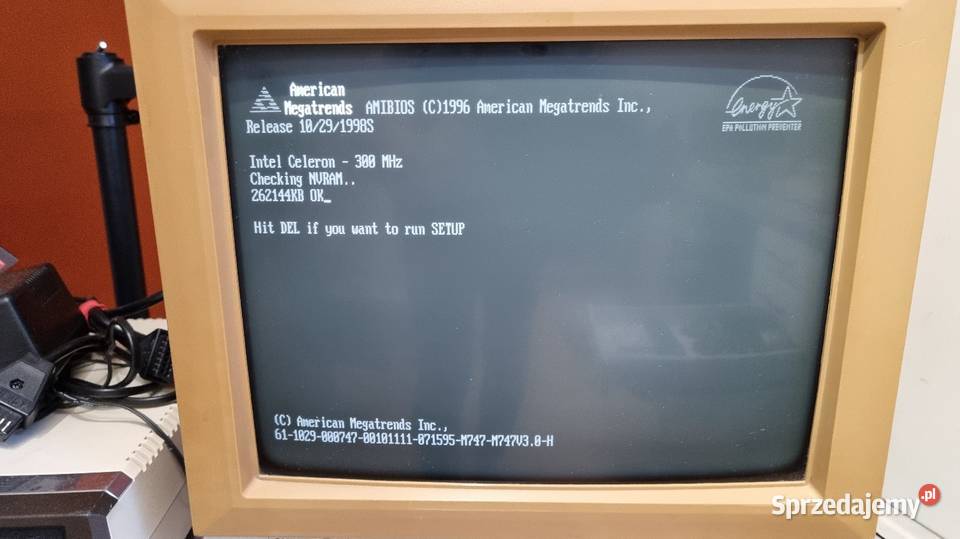 American
Megatrends AMIBIOS (C)1996 American Megatrends Inc.,
Release 10/29/1998S
energy
EPA POLLUTION PREVENTER
Intel Celeron - 300 MHz
Checking NVRAM..
262144KB OK_
Hit DEL if you want to run SETUP
(C) American Megatrends Inc.,
61-1029-000747-00101111-071595-M747-M747V3.0-H
Sprzedajemy.pl